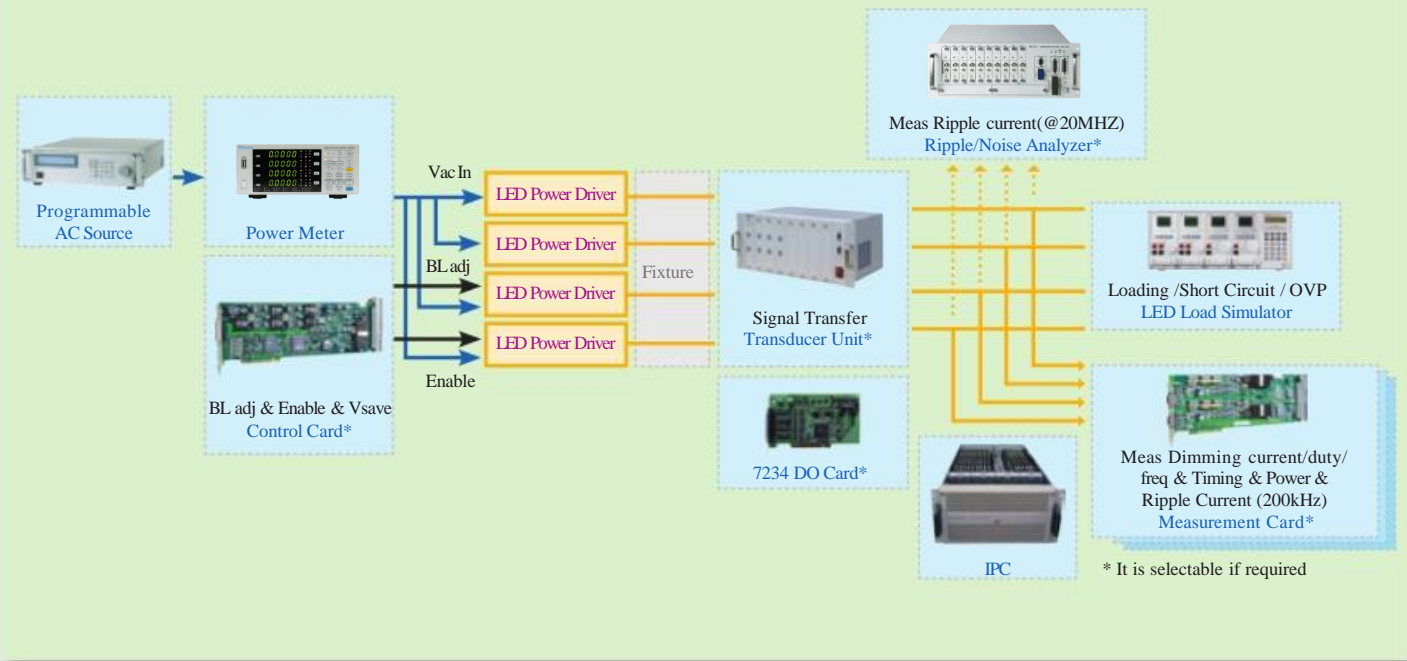 Meas Ripple current(@20MHZ)
Ripple/Noise Analyzer*
Programmable
AC Source
Power Meter
Vac In
BL adj
Enable
BL adj & Enable & Vsave
Control Card*
LED Power Driver
LED Power Driver
LED Power Driver
LED Power Driver
Fixture
Signal Transfer
Transducer Unit*
7234 DO Card*
IPC
Loading /Short Circuit / OVP
LED Load Simulator
Meas Dimming current/duty/
freq & Timing & Power &
Ripple Current (200kHz)
Measurement Card*
* It is selectable if required